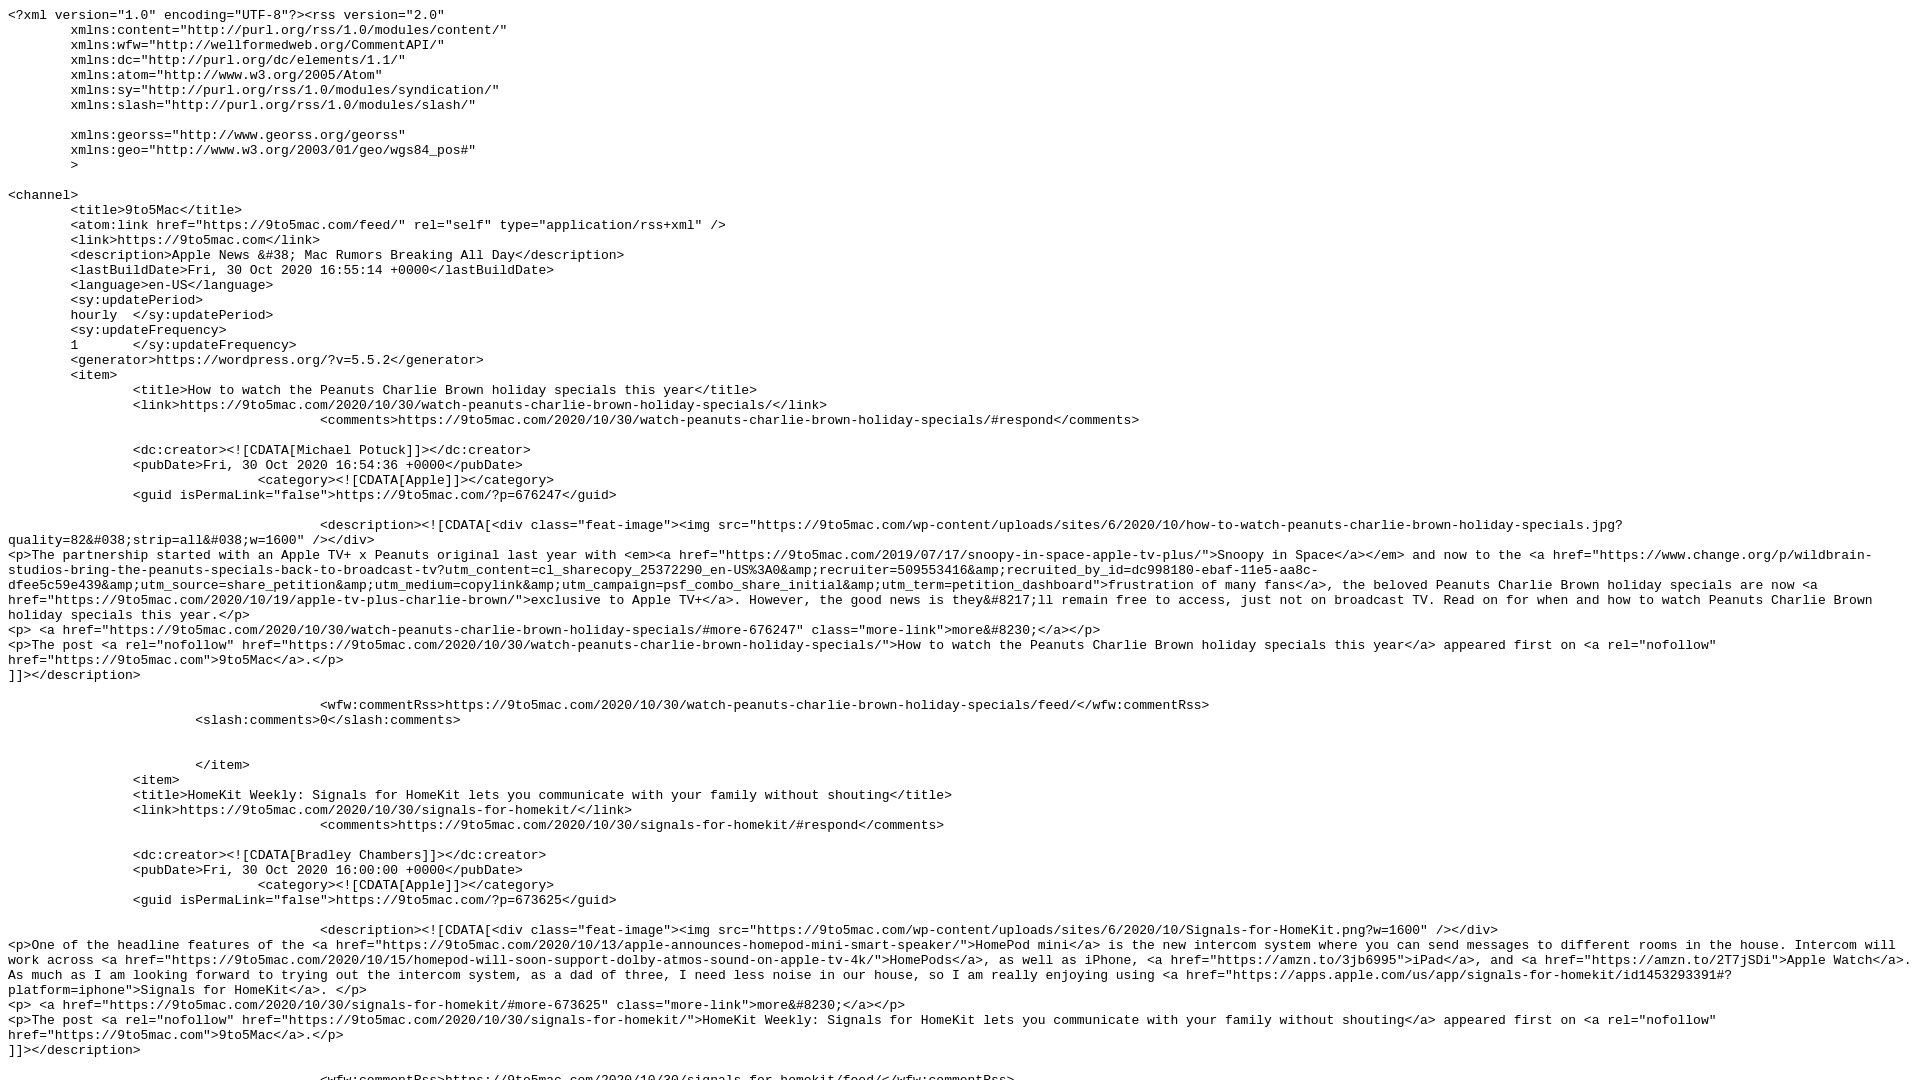 <?xml version="1.0" encoding="UTF-8"?><rss version="2.0"
xmlns:content="http://purl.org/rss/1.0/modules/content/"
xmlns:wfw="http://wellformedweb.org/CommentAPI/"
xmlns:dc="http://purl.org/dc/elements/1.1/"
xmlns:atom="http://www.w3.org/2005/Atom"
xmlns:sy="http://purl.org/rss/1.0/modules/syndication/"
xmlns:slash="http://purl.org/rss/1.0/modules/slash/"
xmlns:georss="http://www.georss.org/georss"
xmlns:geo="http://www.w3.org/2003/01/geo/wgs84_pos#"
>
<channel>
<title>9to5Mac</title>
<atom:link href="https://9to5mac.com/feed/" rel="self" type="application/rss+xml" />
<link>https://9to5mac.com</link>
<description>Apple News &#38; Mac Rumors Breaking All Day</description>
<lastBuildDate>Fri, 30 Oct 2020 16:55:14 +0000</lastBuildDate>
<language>en-US</language>
<sy:updatePeriod>
hourly  </sy:updatePeriod>
<sy:updateFrequency>
1       </sy:updateFrequency>
<generator>https://wordpress.org/?v=5.5.2</generator>
<item>
<title>How to watch the Peanuts Charlie Brown holiday specials this year</title>
<link>https://9to5mac.com/2020/10/30/watch-peanuts-charlie-brown-holiday-specials/</link>
<comments>https://9to5mac.com/2020/10/30/watch-peanuts-charlie-brown-holiday-specials/#respond</comments>
<dc:creator><![CDATA[Michael Potuck]]></dc:creator>
<pubDate>Fri, 30 Oct 2020 16:54:36 +0000</pubDate>
<category><![CDATA[Apple]]></category>
<guid isPermaLink="false">https://9to5mac.com/?p=676247</guid>
<description><![CDATA[<div class="feat-image"><img src="https://9to5mac.com/wp-content/uploads/sites/6/2020/10/how-to-watch-peanuts-charlie-brown-holiday-specials.jpg?
quality=82&#038;strip=all&#038;w=1600" /></div>
<p>The partnership started with an Apple TV+ x Peanuts original last year with <em><a href="https://9to5mac.com/2019/07/17/snoopy-in-space-apple-tv-plus/">Snoopy in Space</a></em> and now to the <a href="https://www.change.org/p/wildbrain-
studios-bring-the-peanuts-specials-back-to-broadcast-tv?utm_content=cl_sharecopy_25372290_en-US%3A0&amp;recruiter=509553416&amp;recruited_by_id=dc998180-ebaf-11e5-aa8c-
dfee5c59e439&amp;utm_source=share_petition&amp;utm_medium=copylink&amp;utm_campaign=psf_combo_share_initial&amp;utm_term=petition_dashboard">frustration of many fans</a>, the beloved Peanuts Charlie Brown holiday specials are now <a
href="https://9to5mac.com/2020/10/19/apple-tv-plus-charlie-brown/">exclusive to Apple TV+</a>. However, the good news is they&#8217;ll remain free to access, just not on broadcast TV. Read on for when and how to watch Peanuts Charlie Brown
holiday specials this year.</p>
<p> <a href="https://9to5mac.com/2020/10/30/watch-peanuts-charlie-brown-holiday-specials/#more-676247" class="more-link">more&#8230;</a></p>
<p>The post <a rel="nofollow" href="https://9to5mac.com/2020/10/30/watch-peanuts-charlie-brown-holiday-specials/">How to watch the Peanuts Charlie Brown holiday specials this year</a> appeared first on <a rel="nofollow"
href="https://9to5mac.com">9to5Mac</a>.</p>
]]></description>
<wfw:commentRss>https://9to5mac.com/2020/10/30/watch-peanuts-charlie-brown-holiday-specials/feed/</wfw:commentRss>
<slash:comments>0</slash:comments>
</item>
<item>
<title>HomeKit Weekly: Signals for HomeKit lets you communicate with your family without shouting</title>
<link>https://9to5mac.com/2020/10/30/signals-for-homekit/</link>
<comments>https://9to5mac.com/2020/10/30/signals-for-homekit/#respond</comments>
<dc:creator><![CDATA[Bradley Chambers]]></dc:creator>
<pubDate>Fri, 30 Oct 2020 16:00:00 +0000</pubDate>
<category><![CDATA[Apple]]></category>
<guid isPermaLink="false">https://9to5mac.com/?p=673625</guid>
<description><![CDATA[<div class="feat-image"><img src="https://9to5mac.com/wp-content/uploads/sites/6/2020/10/Signals-for-HomeKit.png?w=1600" /></div>
<p>One of the headline features of the <a href="https://9to5mac.com/2020/10/13/apple-announces-homepod-mini-smart-speaker/">HomePod mini</a> is the new intercom system where you can send messages to different rooms in the house. Intercom will
work across <a href="https://9to5mac.com/2020/10/15/homepod-will-soon-support-dolby-atmos-sound-on-apple-tv-4k/">HomePods</a>, as well as iPhone, <a href="https://amzn.to/3jb6995">iPad</a>, and <a href="https://amzn.to/2T7jSDi">Apple Watch</a>.
As much as I am looking forward to trying out the intercom system, as a dad of three, I need less noise in our house, so I am really enjoying using <a href="https://apps.apple.com/us/app/signals-for-homekit/id1453293391#?
platform=iphone">Signals for HomeKit</a>. </p>
<p> <a href="https://9to5mac.com/2020/10/30/signals-for-homekit/#more-673625" class="more-link">more&#8230;</a></p>
<p>The post <a rel="nofollow" href="https://9to5mac.com/2020/10/30/signals-for-homekit/">HomeKit Weekly: Signals for HomeKit lets you communicate with your family without shouting</a> appeared first on <a rel="nofollow"
href="https://9to5mac.com">9to5Mac</a>.</p>
]]></description>
<wfw:commentRss>https://9to5mac.com/2020/10/30/signals-for-homekit/feed/</wfw:commentRss>